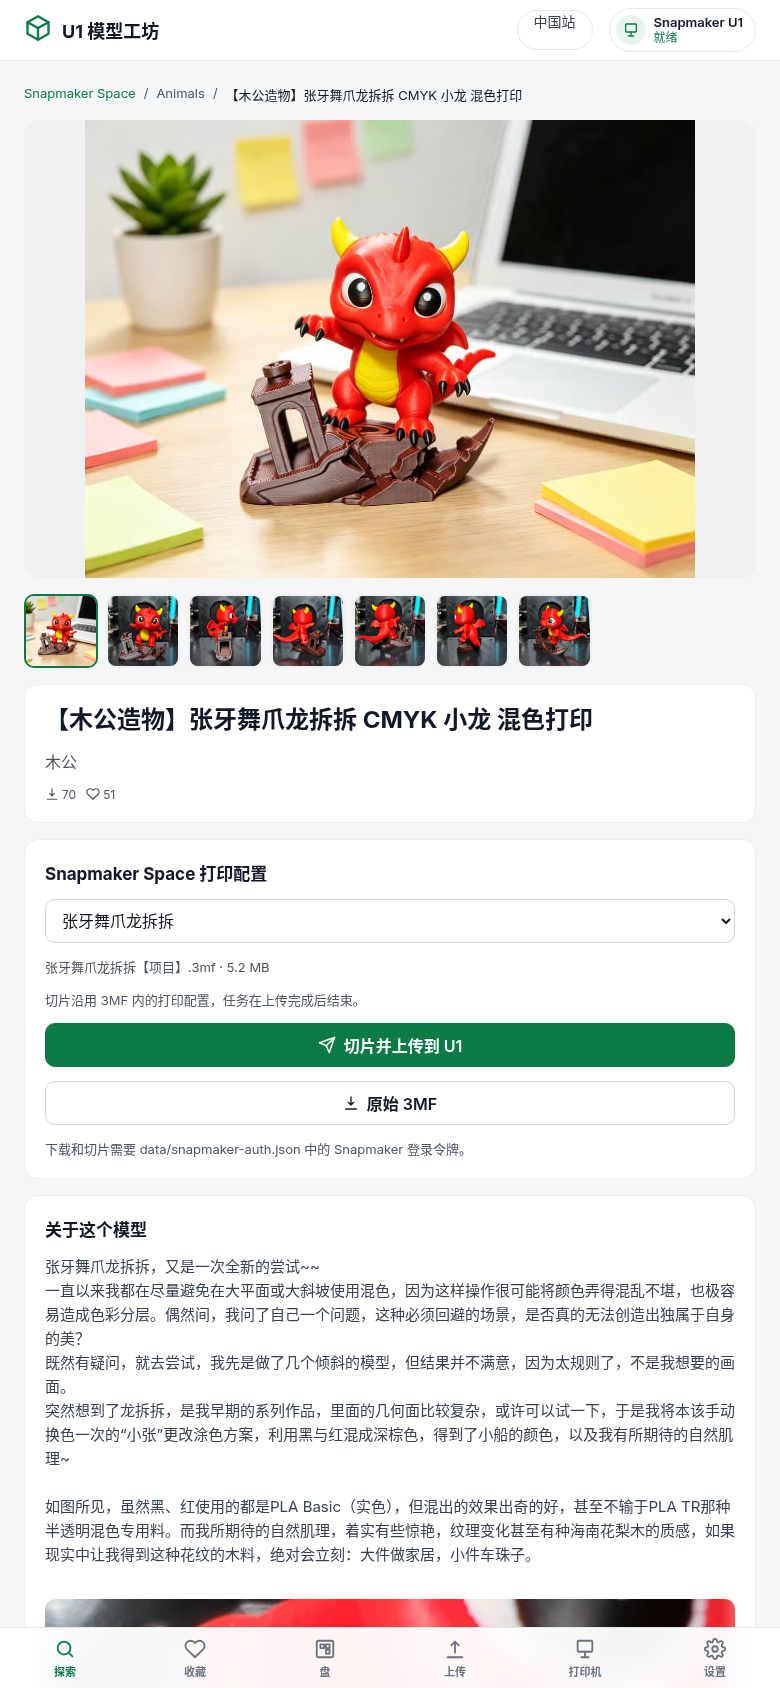 U1 模型工坊
中国站
Snapmaker U1
就绪
Snapmaker Space / Animals / 【木公造物】张牙舞爪龙拆拆 CMYK 小龙 混色打印
【木公造物】张牙舞爪龙拆拆 CMYK 小龙 混色打印
木公
70 51
Snapmaker Space 打印配置
张牙舞爪龙拆拆
张牙舞爪龙拆拆【项目】.3mf · 5.2 MB
切片沿用 3MF 内的打印配置，任务在上传完成后结束。
切片并上传到 U1
原始 3MF
下载和切片需要 data/snapmaker-auth.json 中的 Snapmaker 登录令牌。
关于这个模型
张牙舞爪龙拆拆，又是一次全新的尝试~~
一直以来我都在尽量避免在大平面或大斜坡使用混色，因为这样操作很可能将颜色弄得混乱不堪，也极容
易造成色彩分层。偶然间，我问了自己一个问题，这种必须回避的场景，是否真的无法创造出独属于自身
的美？
既然有疑问，就去尝试，我先是做了几个倾斜的模型，但结果并不满意，因为太规则了，不是我想要的画
面。
突然想到了龙拆拆，是我早期的系列作品，里面的几何面比较复杂，或许可以试一下，于是我将本该手动
换色一次的“小张”更改涂色方案，利用黑与红混成深棕色，得到了小船的颜色，以及我有所期待的自然肌
理~
如图所见，虽然黑、红使用的都是PLA Basic（实色），但混出的效果出奇的好，甚至不输于PLA TR那种
半透明混色专用料。而我所期待的自然肌理，着实有些惊艳，纹理变化甚至有种海南花梨木的质感，如果
现实中让我得到这种花纹的木料，绝对会立刻：大件做家居，小件车珠子。
探索
收藏
盘
上传
打印机
设置